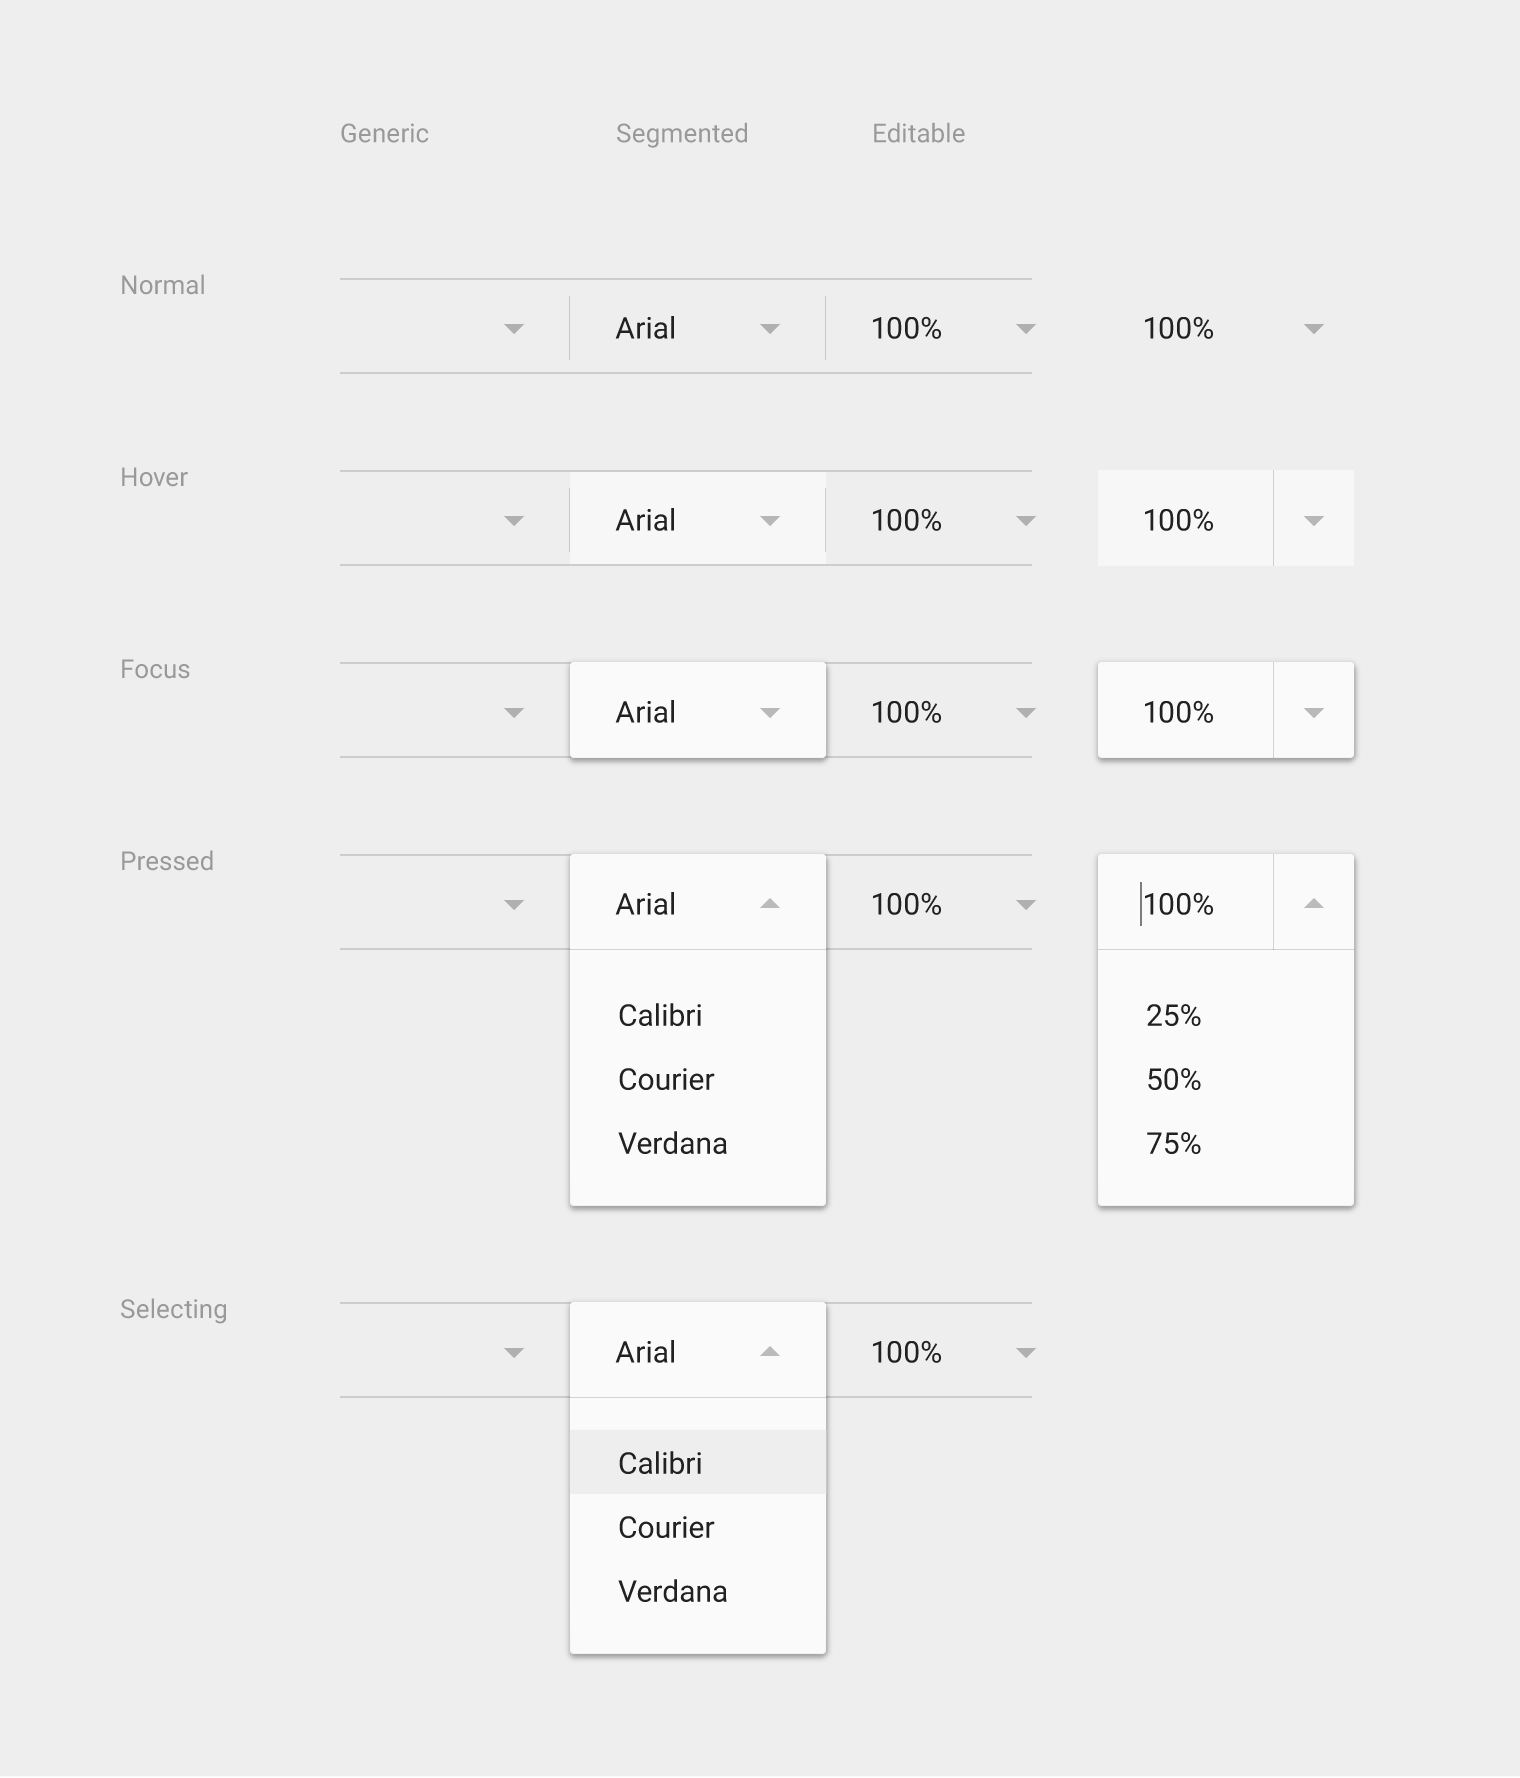 Generic Segmented Editable
Normal
Arial 100% 100%
Hover
Arial 100% 100%
Focus
Arial 100% 100%
Pressed
Arial 100% 100%
Calibri 25%
Courier 50%
Verdana 75%
Selecting
Arial 100%
Calibri
Courier
Verdana